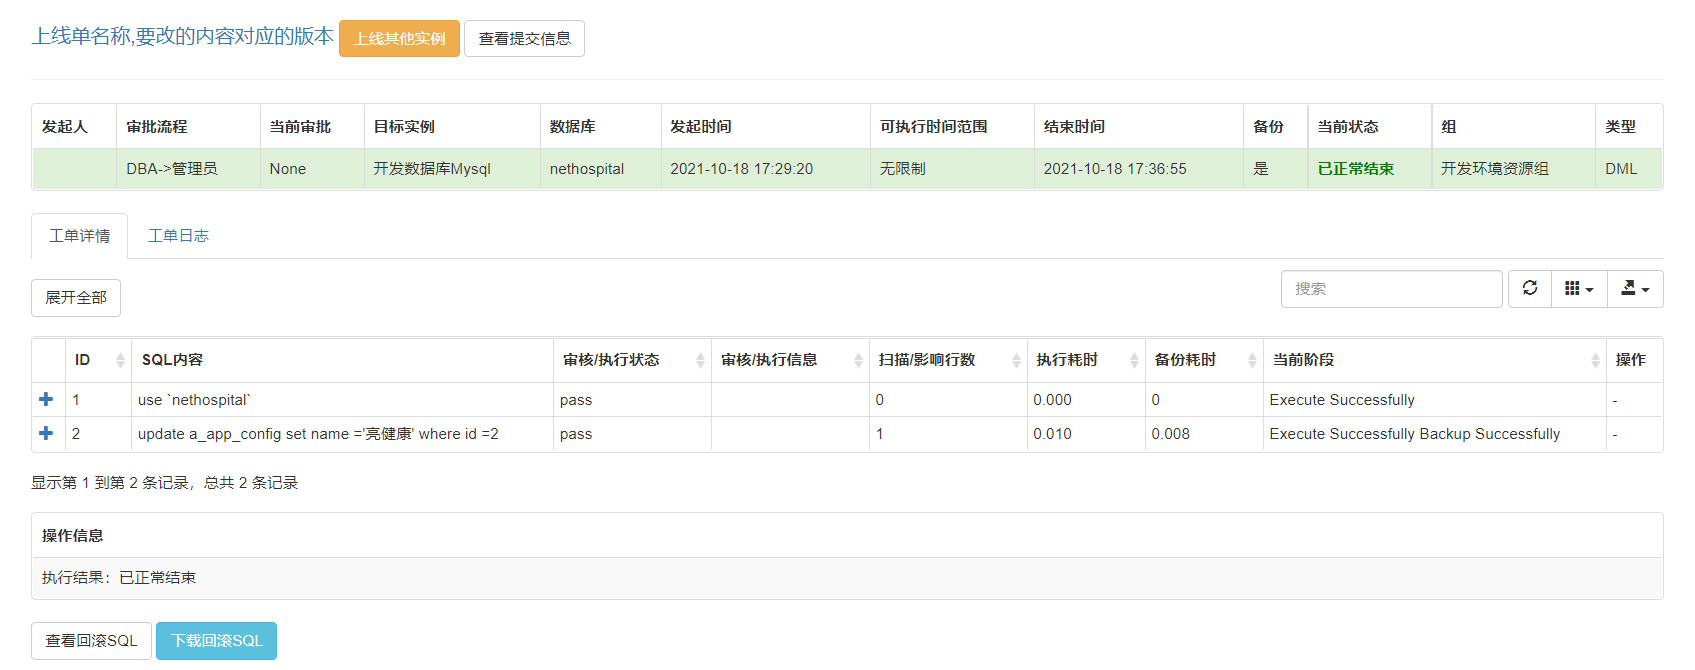 上线单名称,要改的内容对应的版本 上线其他实例 查看提交信息
发起人 审批流程 当前审批 目标实例 数据库 发起时间 可执行时间范围 结束时间 备份 当前状态 组 类型
DBA->管理员 None 开发数据库Mysql nethospital 2021-10-18 17:29:20 无限制 2021-10-18 17:36:55 是 已正常结束 开发环境资源组 DML
工单详情 工单日志
展开全部 搜索
ID SQL内容 审核/执行状态 审核/执行信息 扫描/影响行数 执行耗时 备份耗时 当前阶段 操作
1 use `nethospital` pass 0 0.000 0 Execute Successfully -
2 update a_app_config set name ='亮健康' where id =2 pass 1 0.010 0.008 Execute Successfully Backup Successfully -
显示第 1 到第 2 条记录，总共 2 条记录
操作信息
执行结果：已正常结束
查看回滚SQL 下载回滚SQL